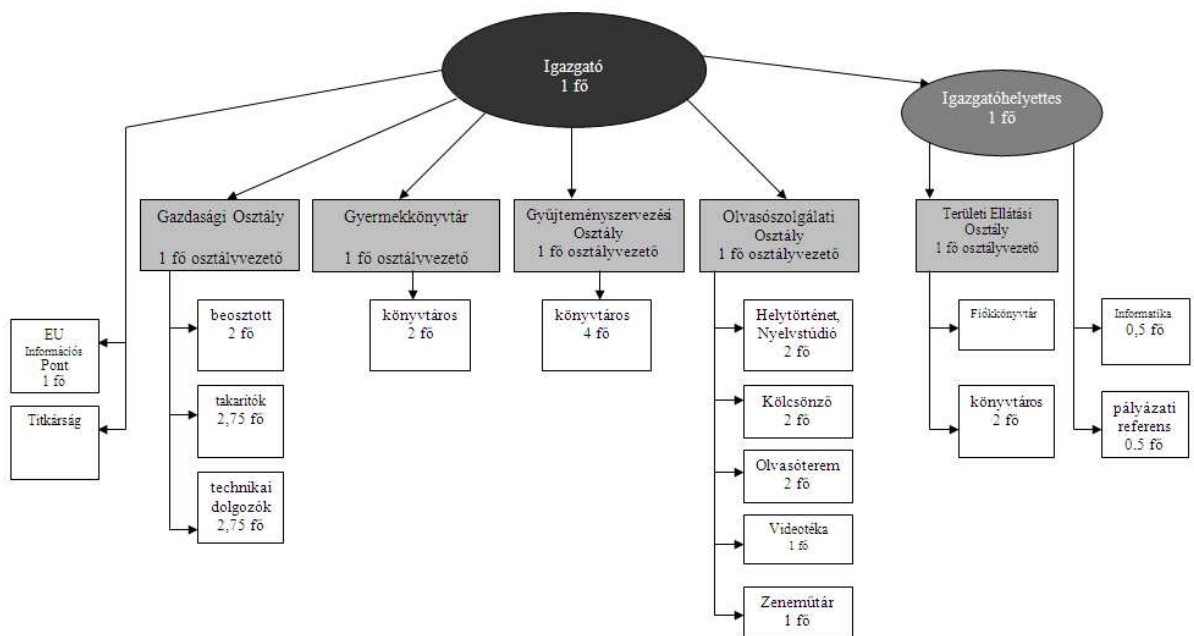 Igazgató
1 fő
Igazgatóhelyettes
1 fő
Gazdasági Osztály
1 fő osztályvezető
Gyermekkönyvtár
1 fő osztályvezető
Gyűjteményszervezési
Osztály
1 fő osztályvezető
Olvasószolgálati
Osztály
1 fő osztályvezető
Területi Ellátási
Osztály
1 fő osztályvezető
EU
Információs
Pont
1 fő
Titkárság
beosztott
2 fő
takarítók
2,75 fő
technikai
dolgozók
2,75 fő
könyvtáros
2 fő
könyvtáros
4 fő
Helytörténet,
Nyelvstúdió
2 fő
Kölcsönző
2 fő
Olvasóterem
2 fő
Videotéka
1 fő
Zeneműtár
1 fő
Fiókkönyvtár
könyvtáros
2 fő
Informatika
0,5 fő
pályázati
referens
0.5 fő